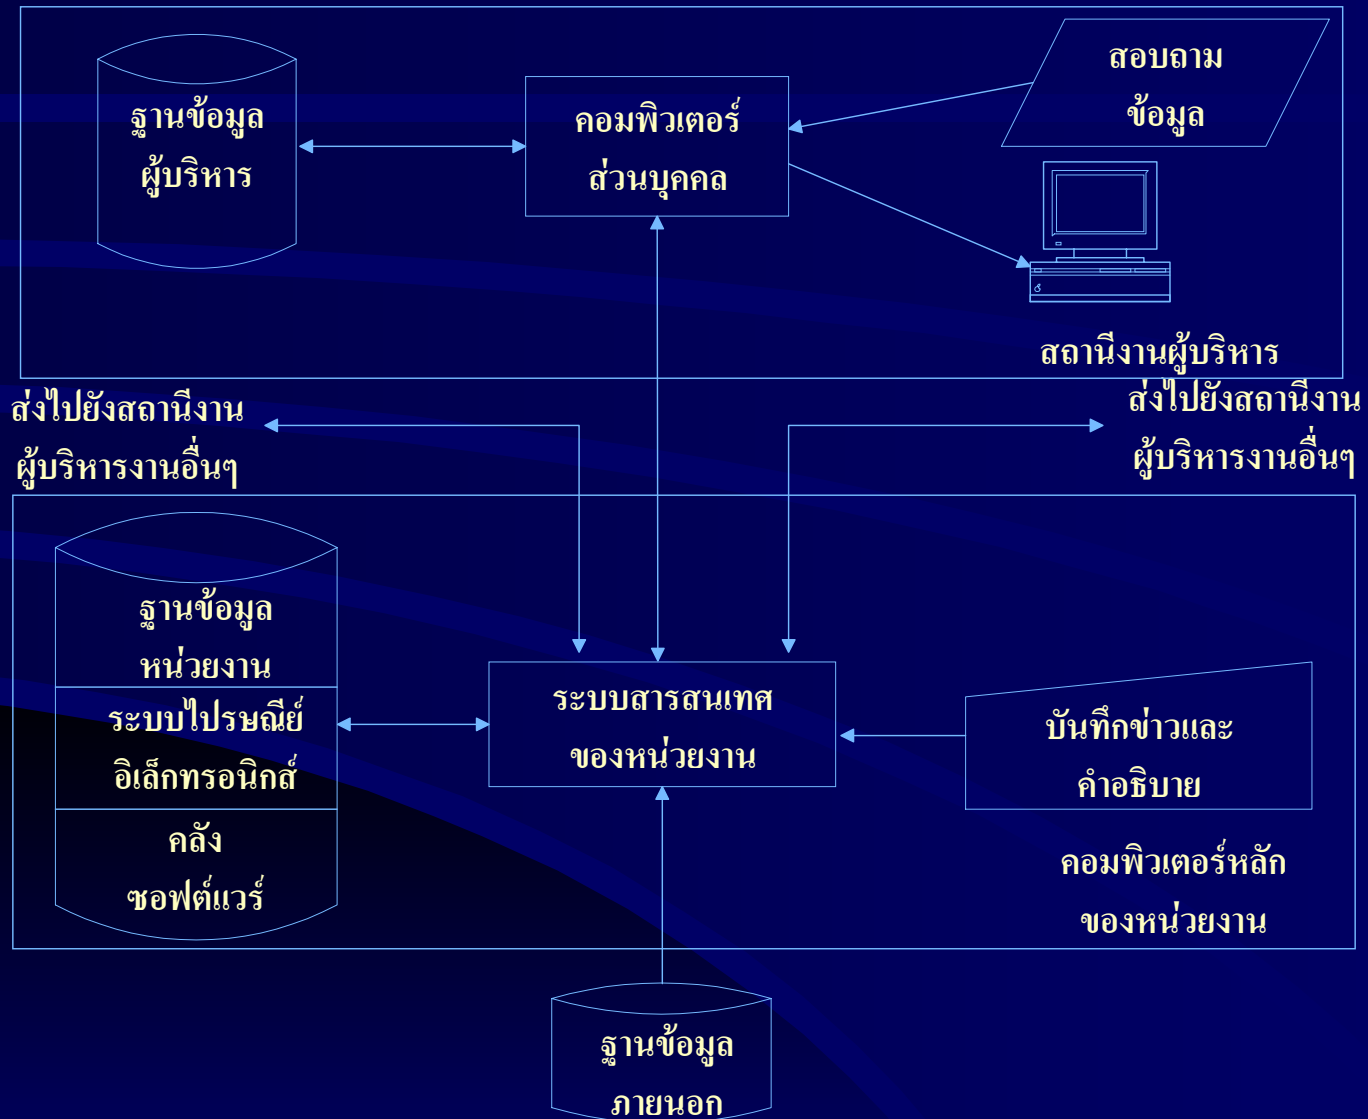 ฐานข้อมูล
ผู้บริหาร
คอมพิวเตอร์
ส่วนบุคคล
สอบถาม
ข้อมูล
สถานีงานผู้บริหาร
ส่งไปยังสถานีงาน
ผู้บริหารงานอื่นๆ
ส่งไปยังสถานีงาน
ผู้บริหารงานอื่นๆ
ฐานข้อมูล
หน่วยงาน
ระบบไปรษณีย์
อิเล็กทรอนิกส์
คลัง
ซอฟต์แวร์
ระบบสารสนเทศ
ของหน่วยงาน
บันทึกข่าวและ
คำอธิบาย
คอมพิวเตอร์หลัก
ของหน่วยงาน
ฐานข้อมูล
ภายนอก